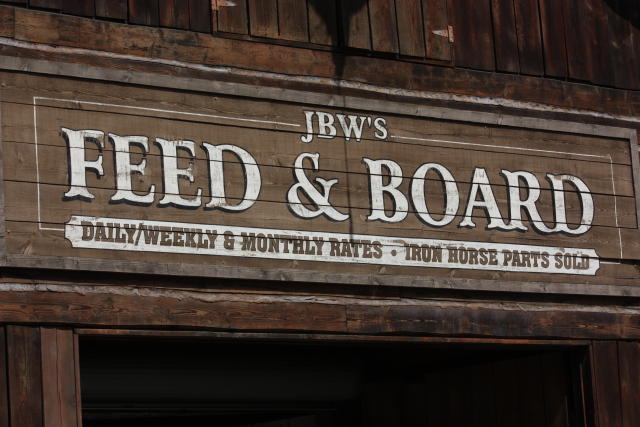 JBW'S
FEED & BOARD
DAILY/WEEKLY & MONTHLY RATES • IRON HORSE PARTS SOLD